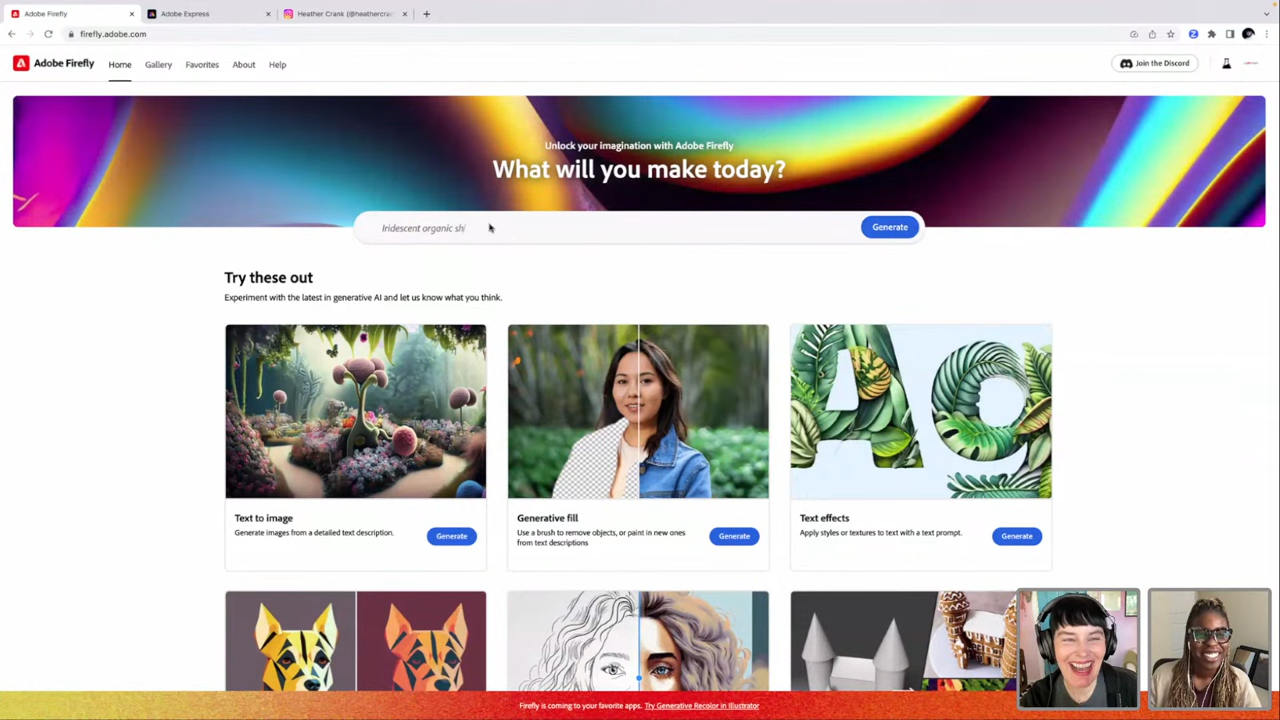 Adobe Firefly
Adobe Express
Heather Crank (@heathercra
firefly.adobe.com
Adobe Firefly
Home
Gallery
Favorites
About
Help
Join the Discord
Unlock your imagination with Adobe Firefly
What will you make today?
Iridescent organic sh
Generate
Try these out
Experiment with the latest in generative AI and let us know what you think.
Ag
Text to image
Generate images from a detailed text description.
Generate
Generative fill
Use a brush to remove objects, or paint in new ones
from text descriptions
Generate
Text effects
Apply styles or textures to text with a text prompt.
Generate
Firefly is coming to your favorite apps. Try Generative Recolor in Illustrator